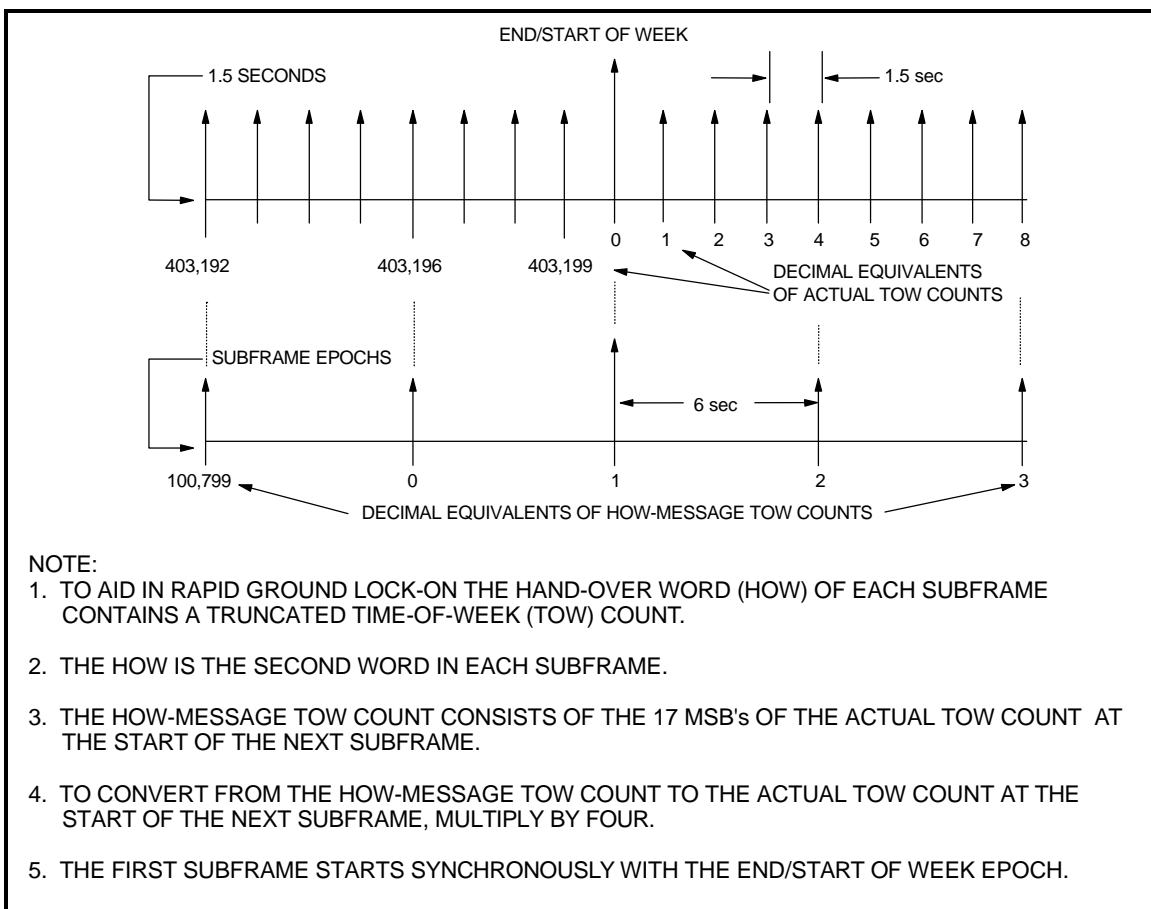 END/START OF WEEK
1.5 SECONDS
1.5 sec
0 1 2 3 4 5 6 7 8
403,192 403,196 403,199
DECIMAL EQUIVALENTS
OF ACTUAL TOW COUNTS
SUBFRAME EPOCHS
6 sec
100,799 0 1 2 3
DECIMAL EQUIVALENTS OF HOW-MESSAGE TOW COUNTS
NOTE:
1. TO AID IN RAPID GROUND LOCK-ON THE HAND-OVER WORD (HOW) OF EACH SUBFRAME
CONTAINS A TRUNCATED TIME-OF-WEEK (TOW) COUNT.
2. THE HOW IS THE SECOND WORD IN EACH SUBFRAME.
3. THE HOW-MESSAGE TOW COUNT CONSISTS OF THE 17 MSB's OF THE ACTUAL TOW COUNT AT
THE START OF THE NEXT SUBFRAME.
4. TO CONVERT FROM THE HOW-MESSAGE TOW COUNT TO THE ACTUAL TOW COUNT AT THE
START OF THE NEXT SUBFRAME, MULTIPLY BY FOUR.
5. THE FIRST SUBFRAME STARTS SYNCHRONOUSLY WITH THE END/START OF WEEK EPOCH.